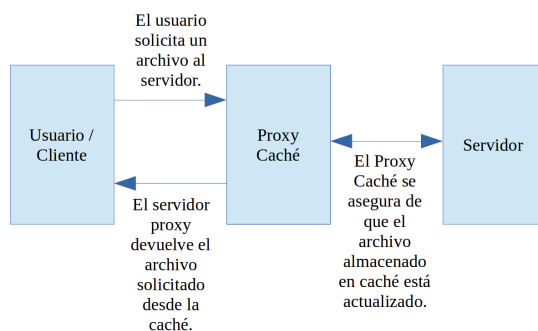 El usuario
solicita un
archivo al
servidor.
Usuario /
Cliente
Proxy
Caché
Servidor
El servidor
proxy
devuelve el
archivo
solicitado
desde la
caché.
El Proxy
Caché se
asegura de
que el
archivo
almacenado
en caché está
actualizado.